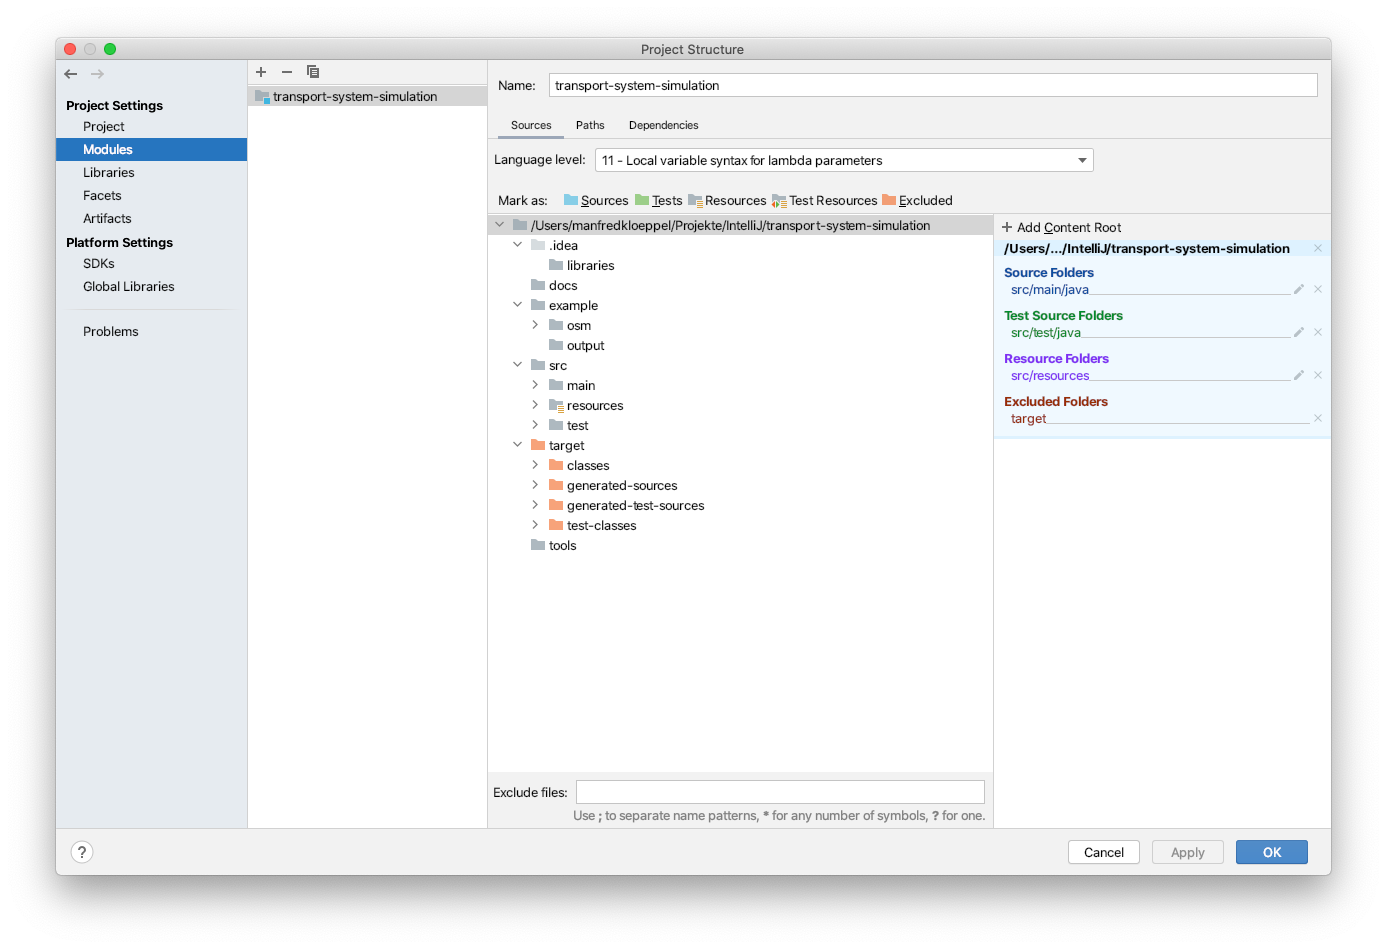 Project Structure
Project Settings
Project
Modules
Libraries
Facets
Artifacts
Platform Settings
SDKs
Global Libraries
Problems
transport-system-simulation
Name: transport-system-simulation
Sources Paths Dependencies
Language level: 11 - Local variable syntax for lambda parameters
Mark as: Sources Tests Resources Test Resources Excluded
/Users/manfredkloeppel/Projekte/IntelliJ/transport-system-simulation
.idea
libraries
docs
example
osm
output
src
main
resources
test
target
classes
generated-sources
generated-test-sources
test-classes
tools
+ Add Content Root
/Users/.../IntelliJ/transport-system-simulation
Source Folders
src/main/java
Test Source Folders
src/test/java
Resource Folders
src/resources
Excluded Folders
target
Exclude files:
Use ; to separate name patterns, * for any number of symbols, ? for one.
? Cancel Apply OK